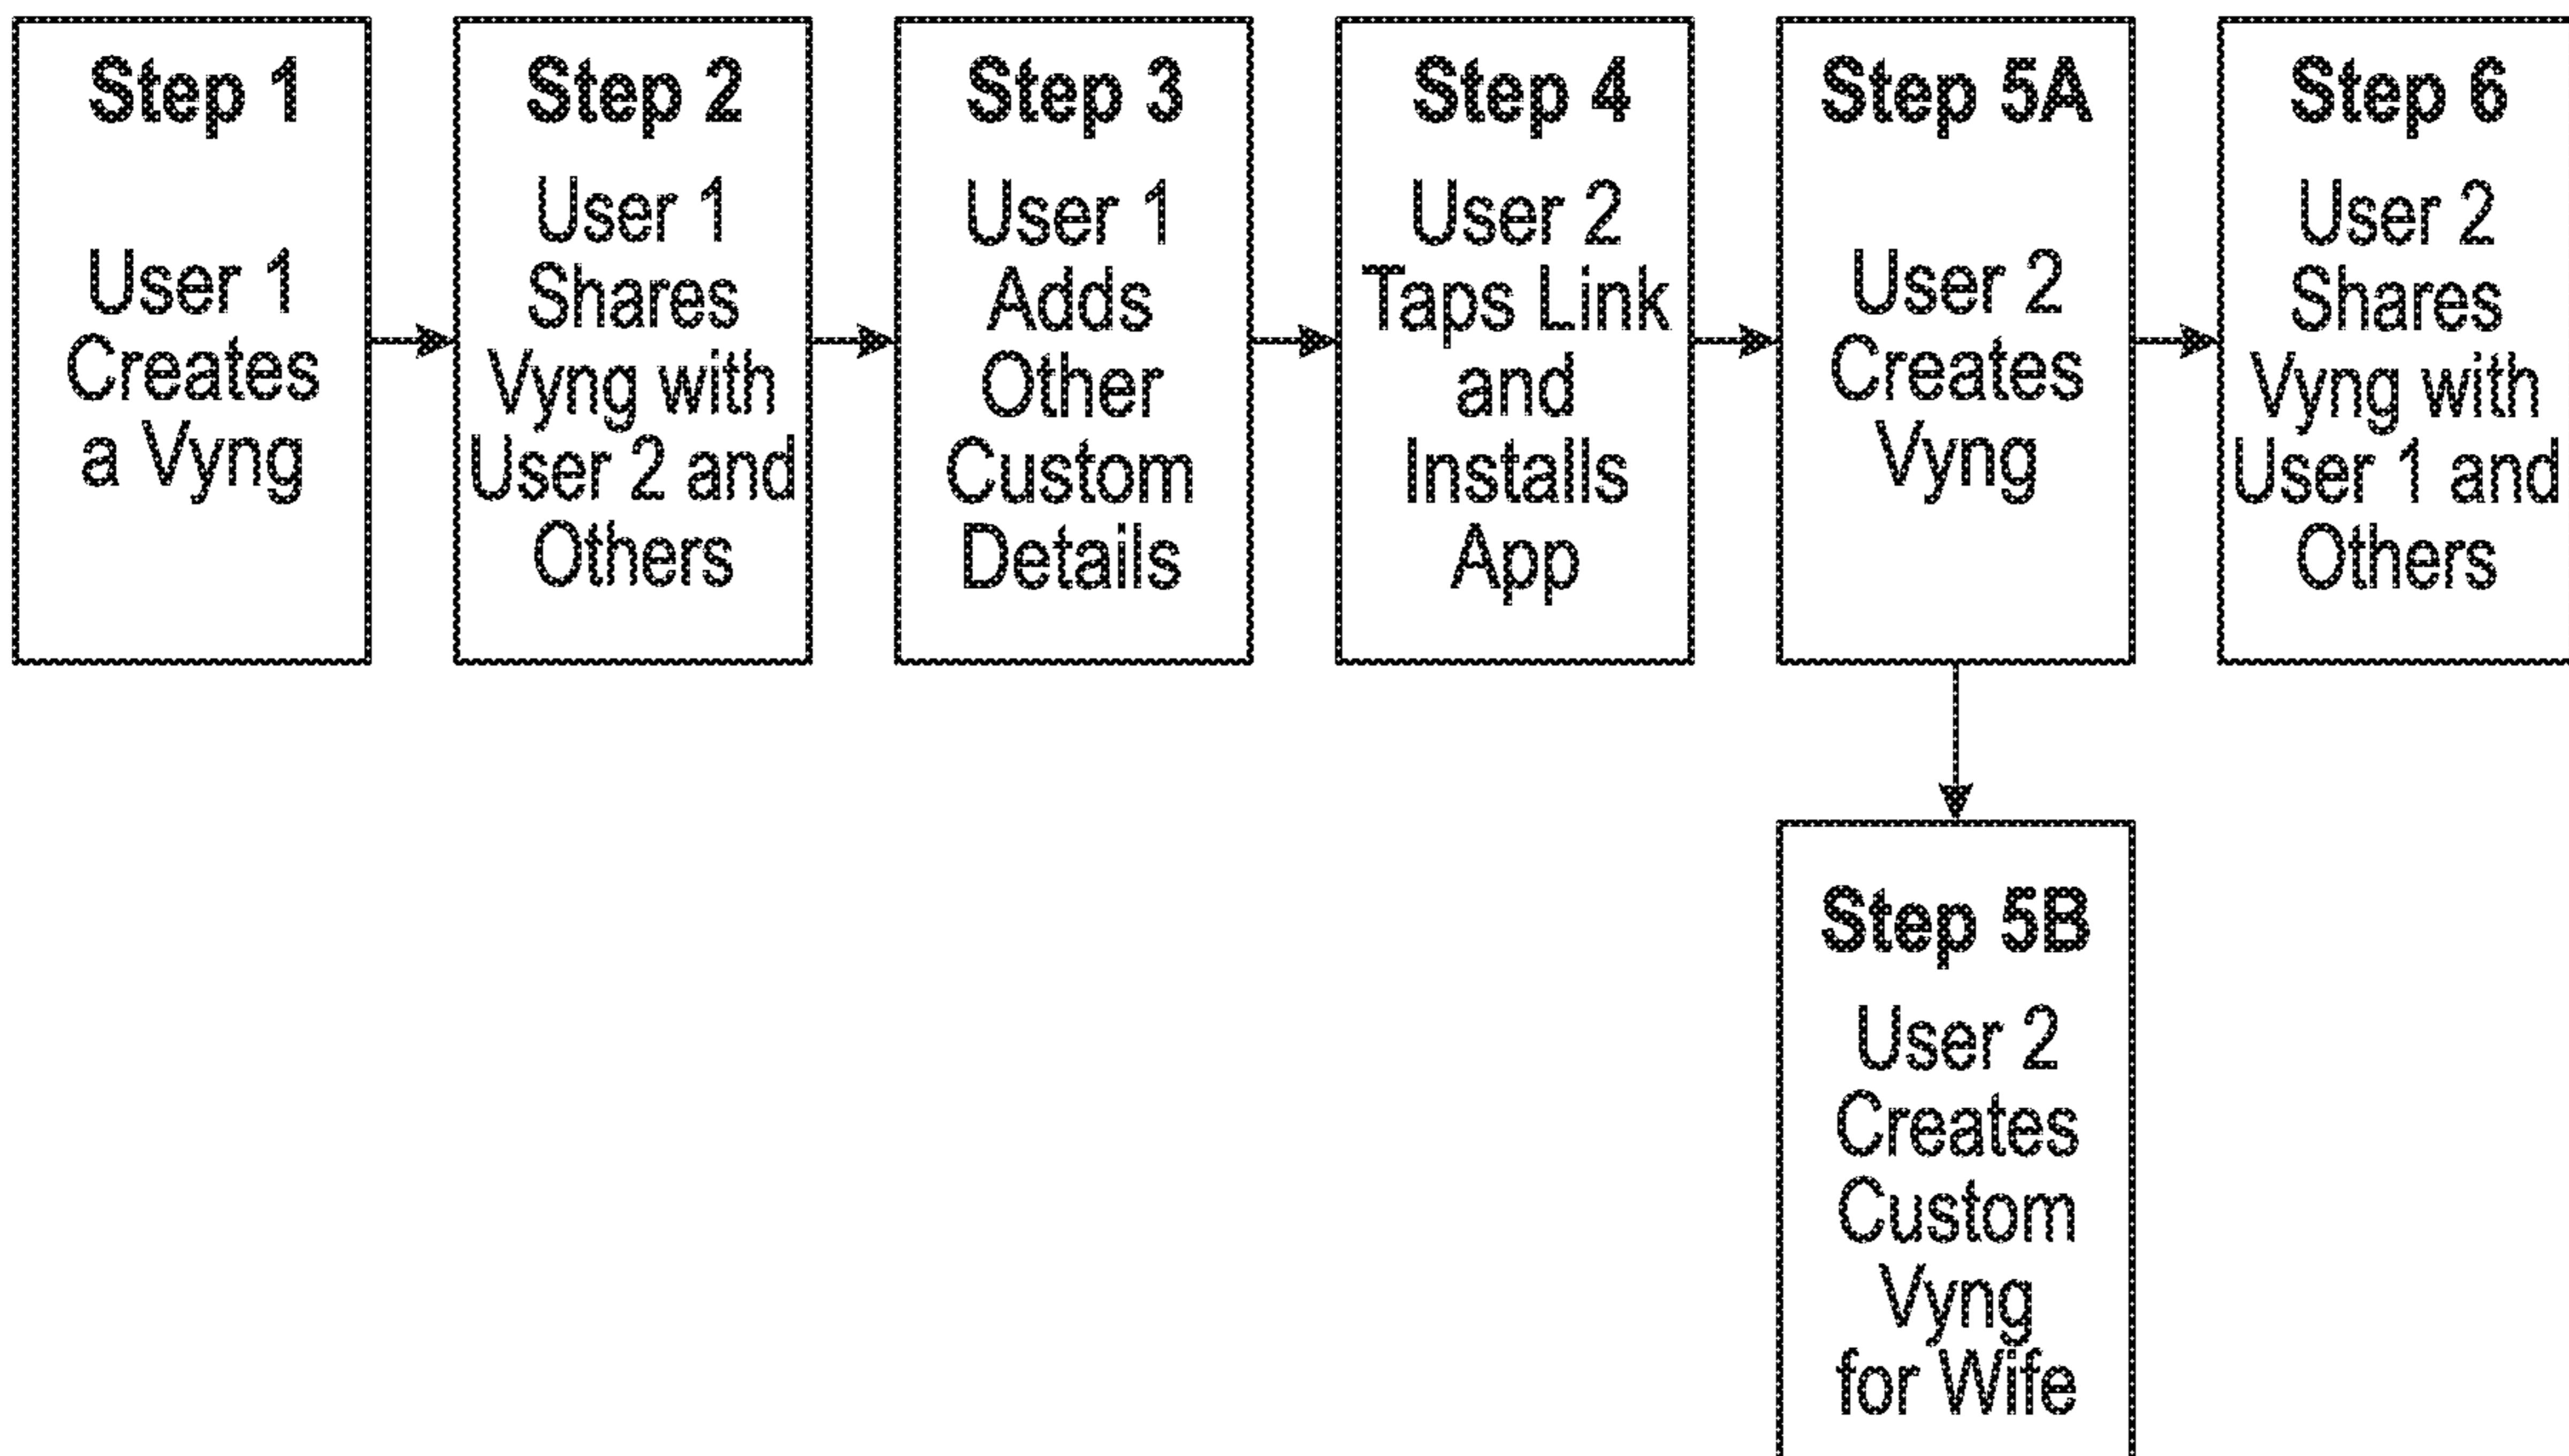 Step 1
User 1
Creates
a Vyng
Step 2
User 1
Shares
Vyng with
User 2 and
Others
Step 3
User 1
Adds
Other
Custom
Details
Step 4
User 2
Taps Link
and
Installs
App
Step 5A
User 2
Creates
Vyng
Step 6
User 2
Shares
Vyng with
User 1 and
Others
Step 5B
User 2
Creates
Custom
Vyng
for Wife